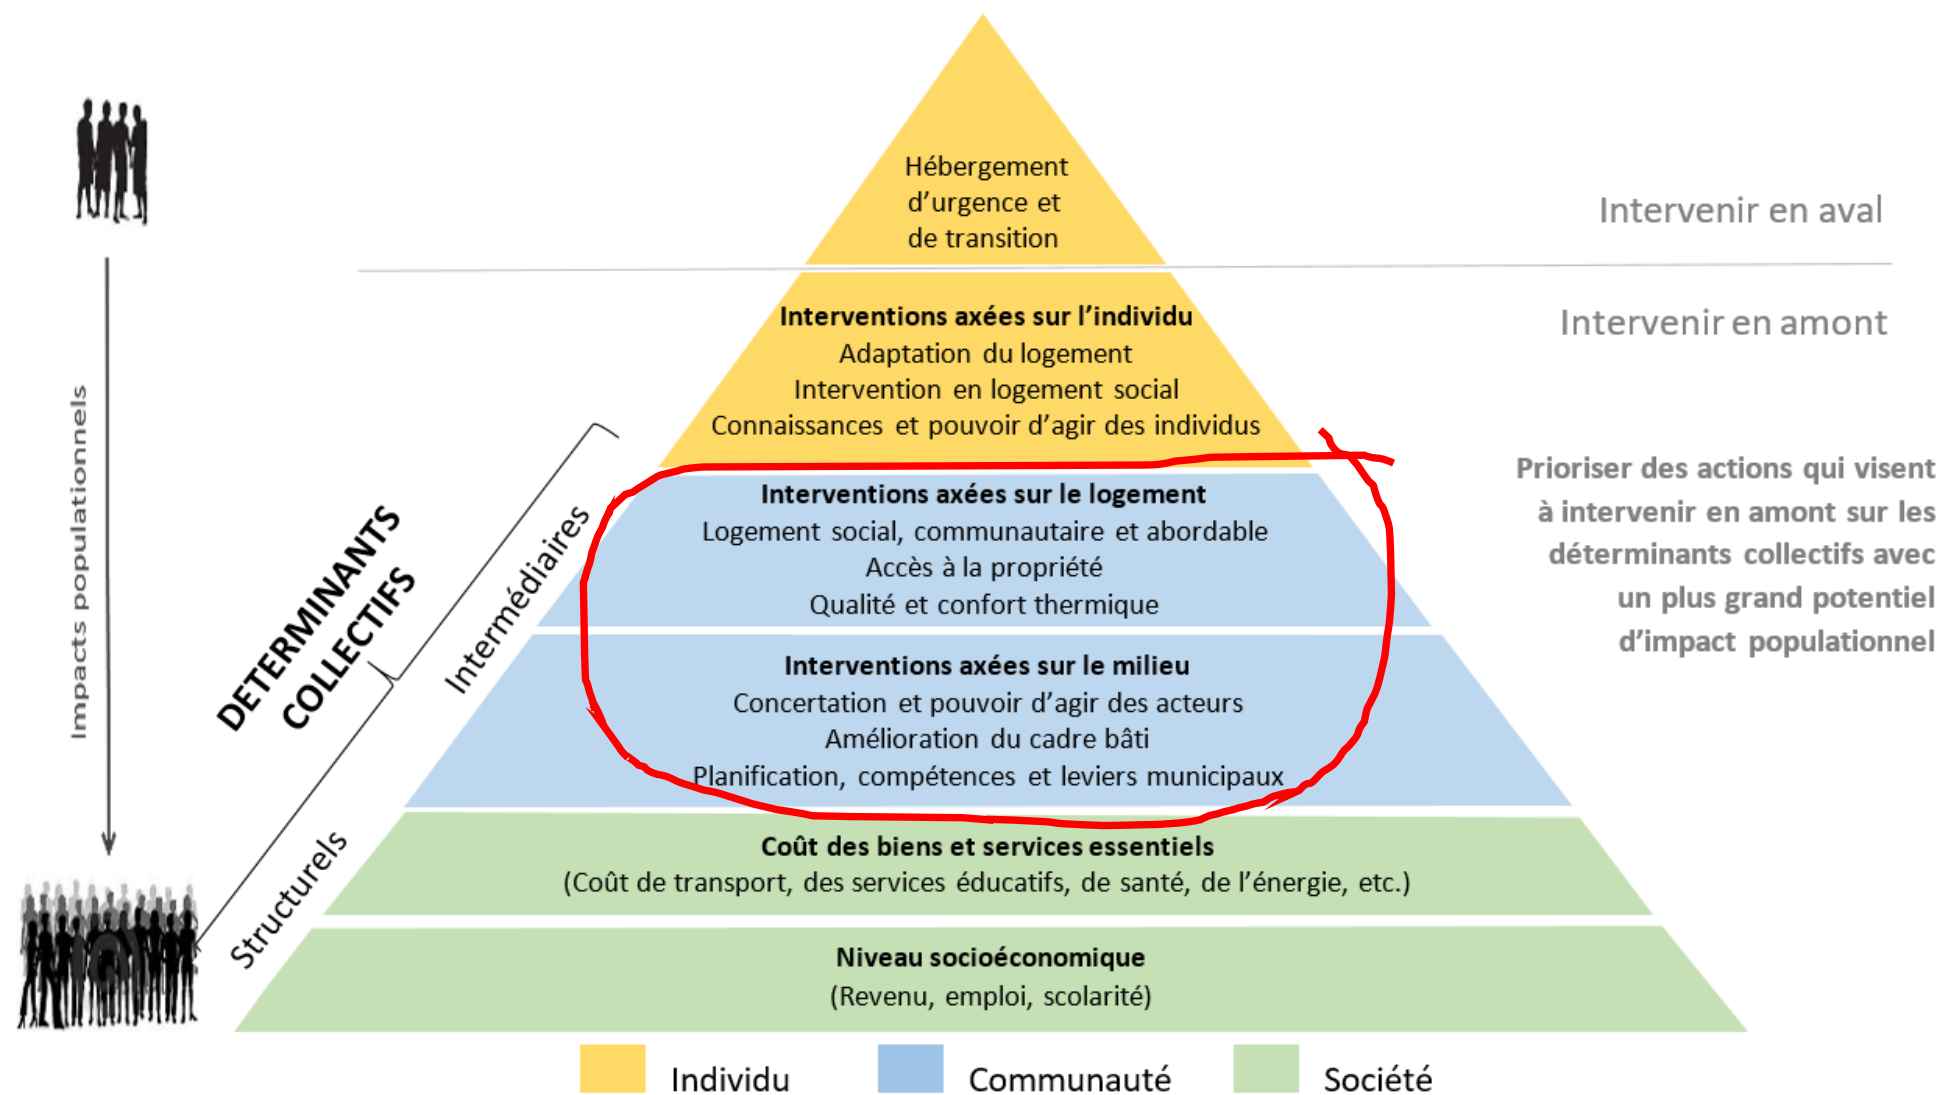 Hébergement
d’urgence et
de transition
Intervenir en aval
Intervenir en amont
Interventions axées sur l’individu
Adaptation du logement
Intervention en logement social
Connaissances et pouvoir d’agir des individus
Interventions axées sur le logement
Logement social, communautaire et abordable
Accès à la propriété
Qualité et confort thermique
Prioriser des actions qui visent
à intervenir en amont sur les
déterminants collectifs avec
un plus grand potentiel
d’impact populationnel
Impacts populationnels
DETERMINANTS
COLLECTIFS
Intermédiaires
Structurels
Interventions axées sur le milieu
Concertation et pouvoir d’agir des acteurs
Amélioration du cadre bâti
Planification, compétences et leviers municipaux
Coût des biens et services essentiels
(Coût de transport, des services éducatifs, de santé, de l’énergie, etc.)
Niveau socioéconomique
(Revenu, emploi, scolarité)
Individu
Communauté
Société